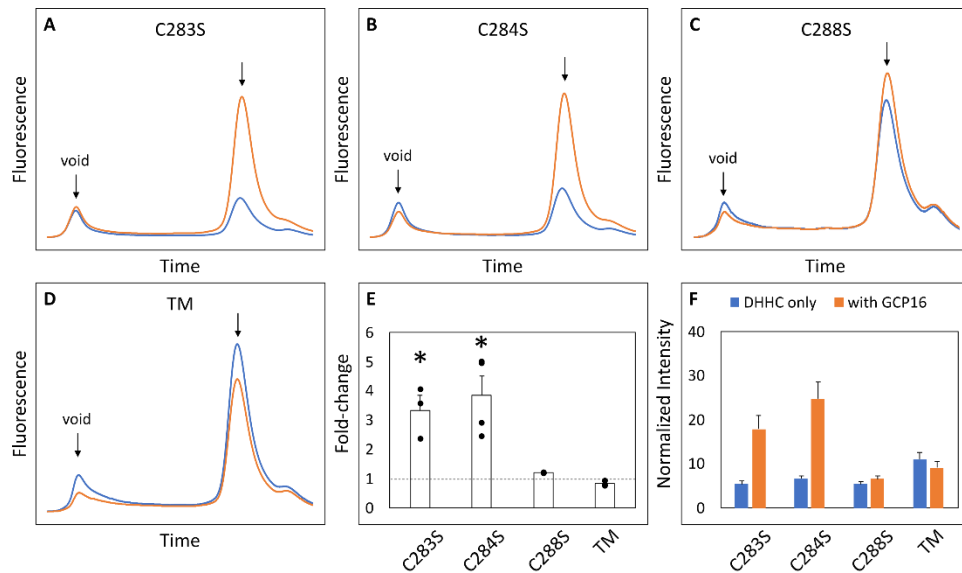 A
C283S
Fluorescence
void
Time
B
C284S
Fluorescence
void
Time
C
C288S
Fluorescence
void
Time
D
TM
Fluorescence
void
Time
E
Fold-change
6
5
4
3
2
1
0
*
*
C283S
C284S
C288S
TM
F
DHHC only
with GCP16
Normalized Intensity
40
30
20
10
0
C283S
C284S
C288S
TM